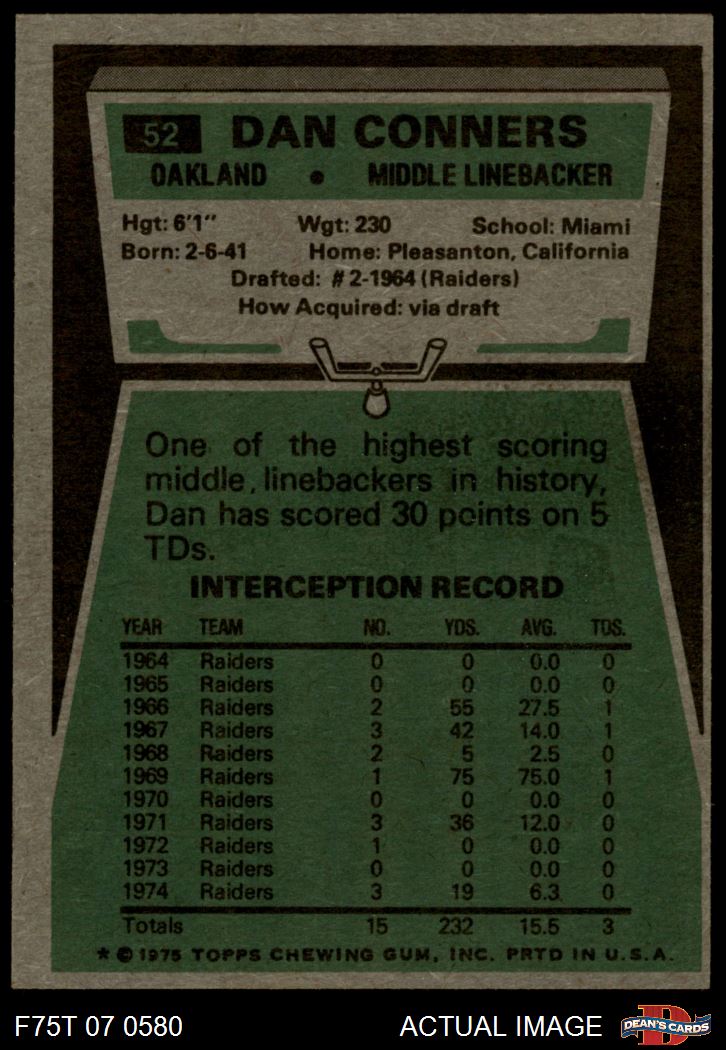 52 DAN CONNERS
OAKLAND • MIDDLE LINEBACKER
Hgt: 6'1" Wgt: 230 School: Miami
Born: 2-6-41 Home: Pleasanton, California
Drafted: #2-1964 (Raiders)
How Acquired: via draft
One of the highest scoring
middle linebackers in history,
Dan has scored 30 points on 5
TDs.
INTERCEPTION RECORD
YEAR TEAM NO. YDS. AVG. TDS.
1964 Raiders 0 0 0.0 0
1965 Raiders 0 0 0.0 0
1966 Raiders 2 55 27.5 1
1967 Raiders 3 42 14.0 1
1968 Raiders 2 5 2.5 0
1969 Raiders 1 75 75.0 1
1970 Raiders 0 0 0.0 0
1971 Raiders 3 36 12.0 0
1972 Raiders 1 0 0.0 0
1973 Raiders 0 0 0.0 0
1974 Raiders 3 19 6.3 0
Totals 15 232 15.5 3
* © 1975 TOPPS CHEWING GUM, INC. PRTD IN U.S.A.
F75T 07 0580 ACTUAL IMAGE D DEAN'S CARDS